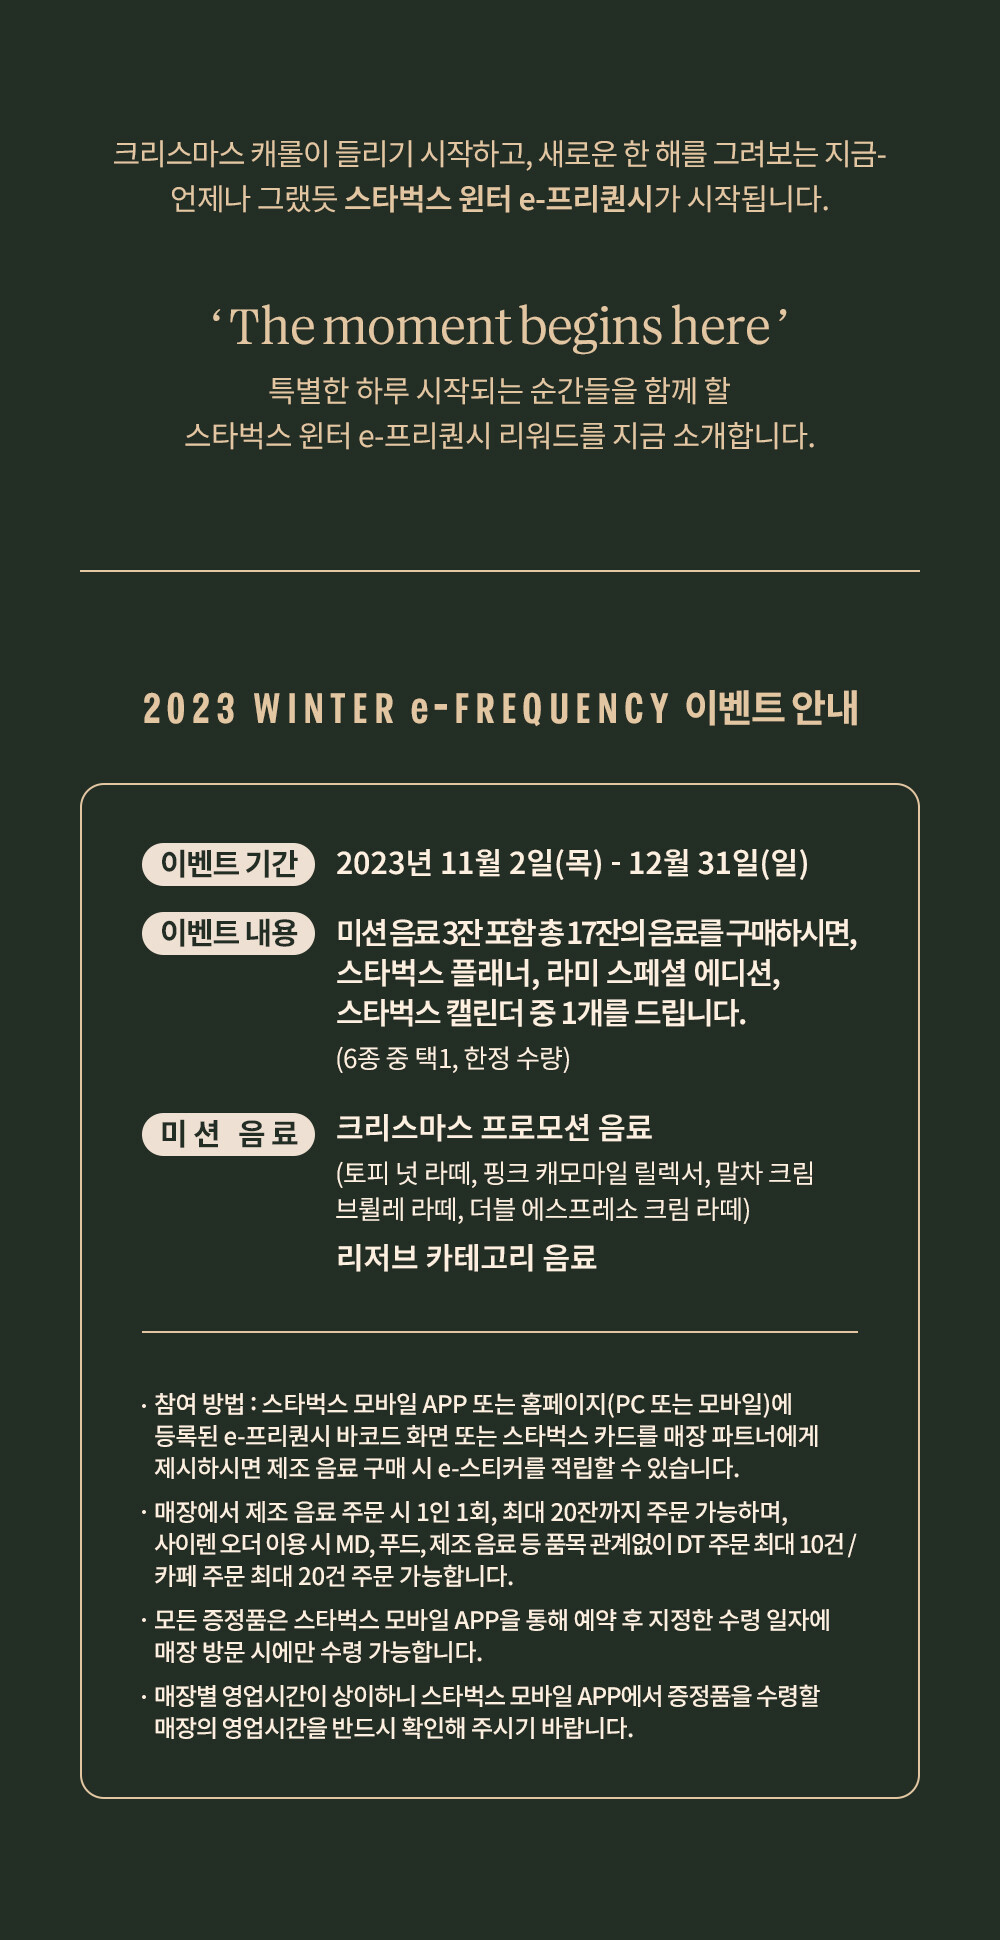 크리스마스 캐롤이 들리기 시작하고, 새로운 한 해를 그려보는 지금-
언제나 그랬듯 스타벅스 윈터 e-프리퀀시가 시작됩니다.
‘The moment begins here’
특별한 하루 시작되는 순간들을 함께 할
스타벅스 윈터 e-프리퀀시 리워드를 지금 소개합니다.
2023 WINTER e-FREQUENCY 이벤트 안내
이벤트 기간 2023년 11월 2일(목) - 12월 31일(일)
이벤트 내용 미션 음료 3잔 포함 총 17잔의 음료를 구매하시면,
스타벅스 플래너, 라미 스페셜 에디션,
스타벅스 캘린더 중 1개를 드립니다.
(6종 중 택1, 한정 수량)
미션 음료 크리스마스 프로모션 음료
(토피 넛 라떼, 핑크 캐모마일 릴렉서, 말차 크림
브륄레 라떼, 더블 에스프레소 크림 라떼)
리저브 카테고리 음료
· 참여 방법 : 스타벅스 모바일 APP 또는 홈페이지(PC 또는 모바일)에
등록된 e-프리퀀시 바코드 화면 또는 스타벅스 카드를 매장 파트너에게
제시하시면 제조 음료 구매 시 e-스티커를 적립할 수 있습니다.
· 매장에서 제조 음료 주문 시 1인 1회, 최대 20잔까지 주문 가능하며,
사이렌 오더 이용 시 MD, 푸드, 제조 음료 등 품목 관계없이 DT 주문 최대 10건 /
카페 주문 최대 20건 주문 가능합니다.
· 모든 증정품은 스타벅스 모바일 APP을 통해 예약 후 지정한 수령 일자에
매장 방문 시에만 수령 가능합니다.
· 매장별 영업시간이 상이하니 스타벅스 모바일 APP에서 증정품을 수령할
매장의 영업시간을 반드시 확인해 주시기 바랍니다.